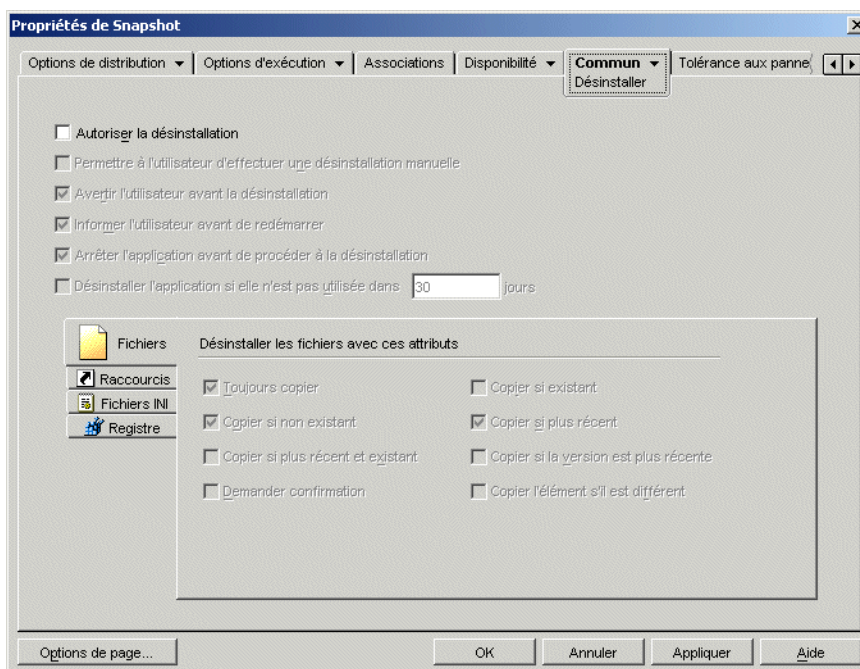 Propriétés de Snapshot
Options de distribution
Options d'exécution
Associations
Disponibilité
Commun
Tolérance aux panne
Désinstaller
Autoriser la désinstallation
Permettre à l'utilisateur d'effectuer une désinstallation manuelle
Avertir l'utilisateur avant la désinstallation
Informer l'utilisateur avant de redémarrer
Arrêter l'application avant de procéder à la désinstallation
Désinstaller l'application si elle n'est pas utilisée dans 30 jours
Fichiers
Désinstaller les fichiers avec ces attributs
Raccourcis
Fichiers INI
Registre
Toujours copier
Copier si existant
Copier si non existant
Copier si plus récent
Copier si plus récent et existant
Copier si la version est plus récente
Demander confirmation
Copier l'élément s'il est différent
Options de page...
OK
Annuler
Appliquer
Aide